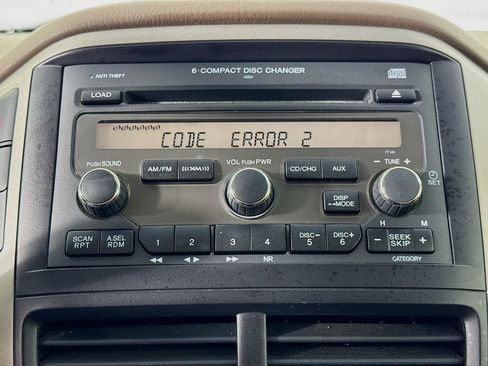 6-COMPACT DISC CHANGER
ANTI THEFT
LOAD
CODE ERROR 2
PUSH SOUND
AM/FM
XM
VOL PUSH PWR
CD/CHG
AUX
− TUNE +
SET
DISP
MODE
SCAN
RPT
A.SEL
RDM
1
2
3
4
DISC−
5
DISC+
6
H
M
−
SEEK
SKIP
+
NR
CATEGORY